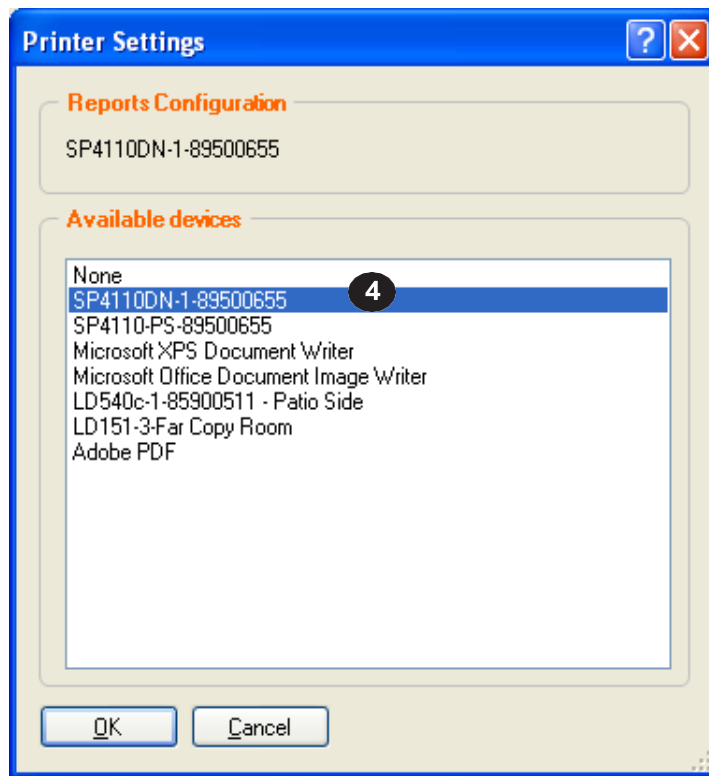 Printer Settings
?
Reports Configuration
SP4110DN-1-89500655
Available devices
None
SP4110DN-1-89500655
4
SP4110-PS-89500655
Microsoft XPS Document Writer
Microsoft Office Document Image Writer
LD540c-1-85900511 - Patio Side
LD151-3-Far Copy Room
Adobe PDF
OK
Cancel